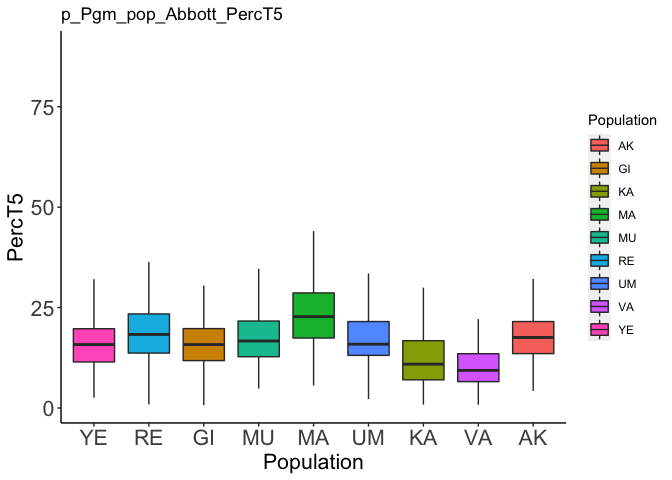 p_Pgm_pop_Abbott_PercT5
PercT5
75
50
25
0
YE RE GI MU MA UM KA VA AK
Population
Population
AK
GI
KA
MA
MU
RE
UM
VA
YE